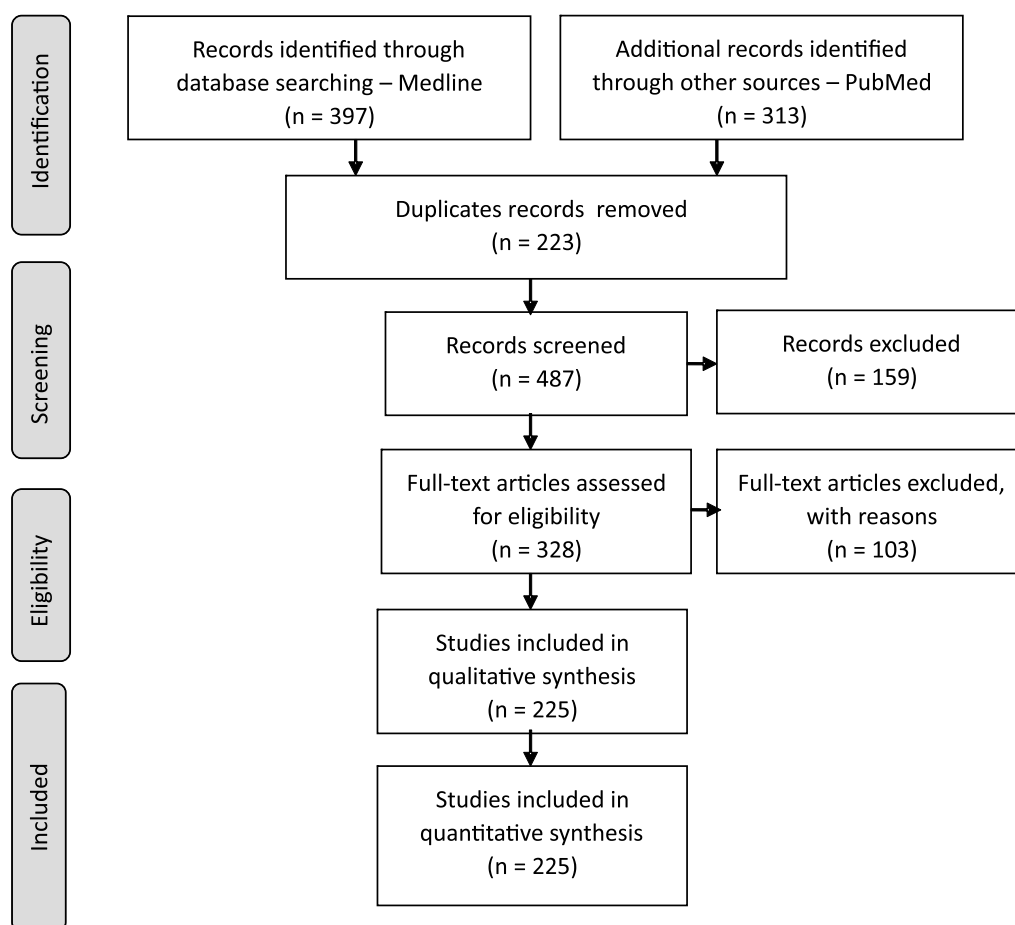 Identification
Records identified through
database searching – Medline
(n = 397)
Additional records identified
through other sources – PubMed
(n = 313)
Duplicates records  removed
(n = 223)
Screening
Records screened
(n = 487)
Records excluded
(n = 159)
Eligibility
Full-text articles assessed
for eligibility
(n = 328)
Full-text articles excluded,
with reasons
(n = 103)
Studies included in
qualitative synthesis
(n = 225)
Included
Studies included in
quantitative synthesis
(n = 225)